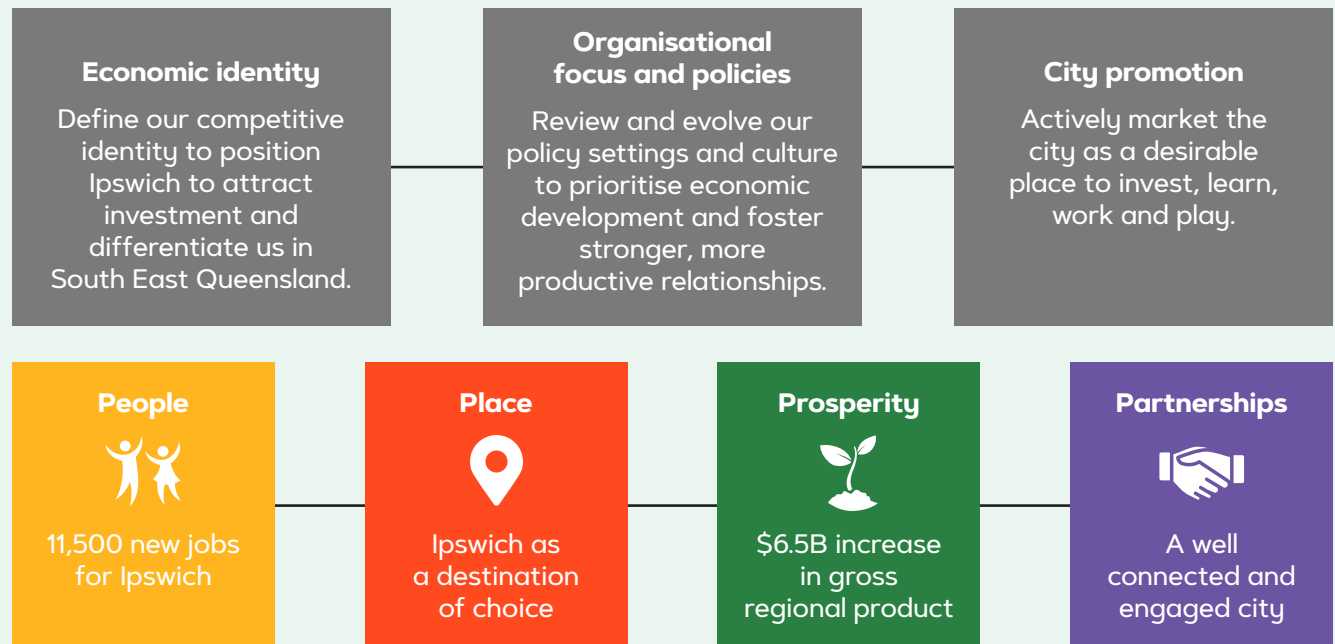 Economic identity
Define our competitive
identity to position
Ipswich to attract
investment and
differentiate us in
South East Queensland.
Organisational
focus and policies
Review and evolve our
policy settings and culture
to prioritise economic
development and foster
stronger, more
productive relationships.
City promotion
Actively market the
city as a desirable
place to invest, learn,
work and play.
People
11,500 new jobs
for Ipswich
Place
Ipswich as
a destination
of choice
Prosperity
$6.5B increase
in gross
regional product
Partnerships
A well
connected and
engaged city